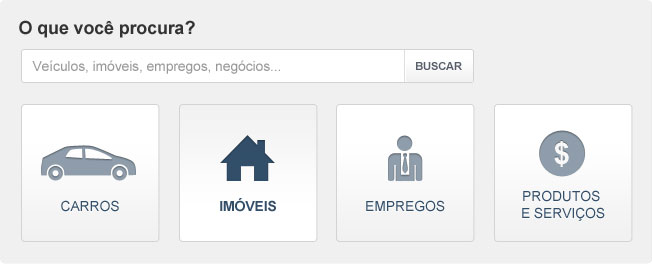 O que você procura?
Veículos, imóveis, empregos, negócios...
BUSCAR
CARROS
IMÓVEIS
EMPREGOS
$
PRODUTOS
E SERVIÇOS